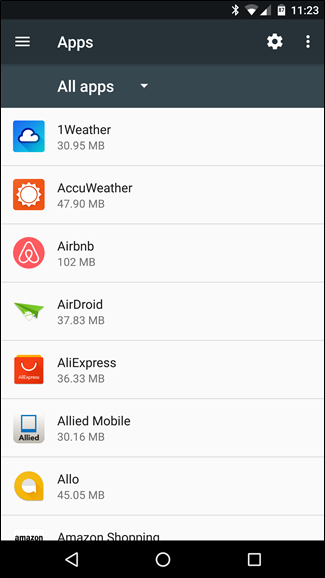 11:23
Apps
All apps
1Weather
30.95 MB
AccuWeather
47.90 MB
Airbnb
102 MB
AirDroid
37.83 MB
AliExpress
AliExpress
36.33 MB
Allied Mobile
Allied
30.16 MB
Allo
45.05 MB
amazon
Amazon Shopping